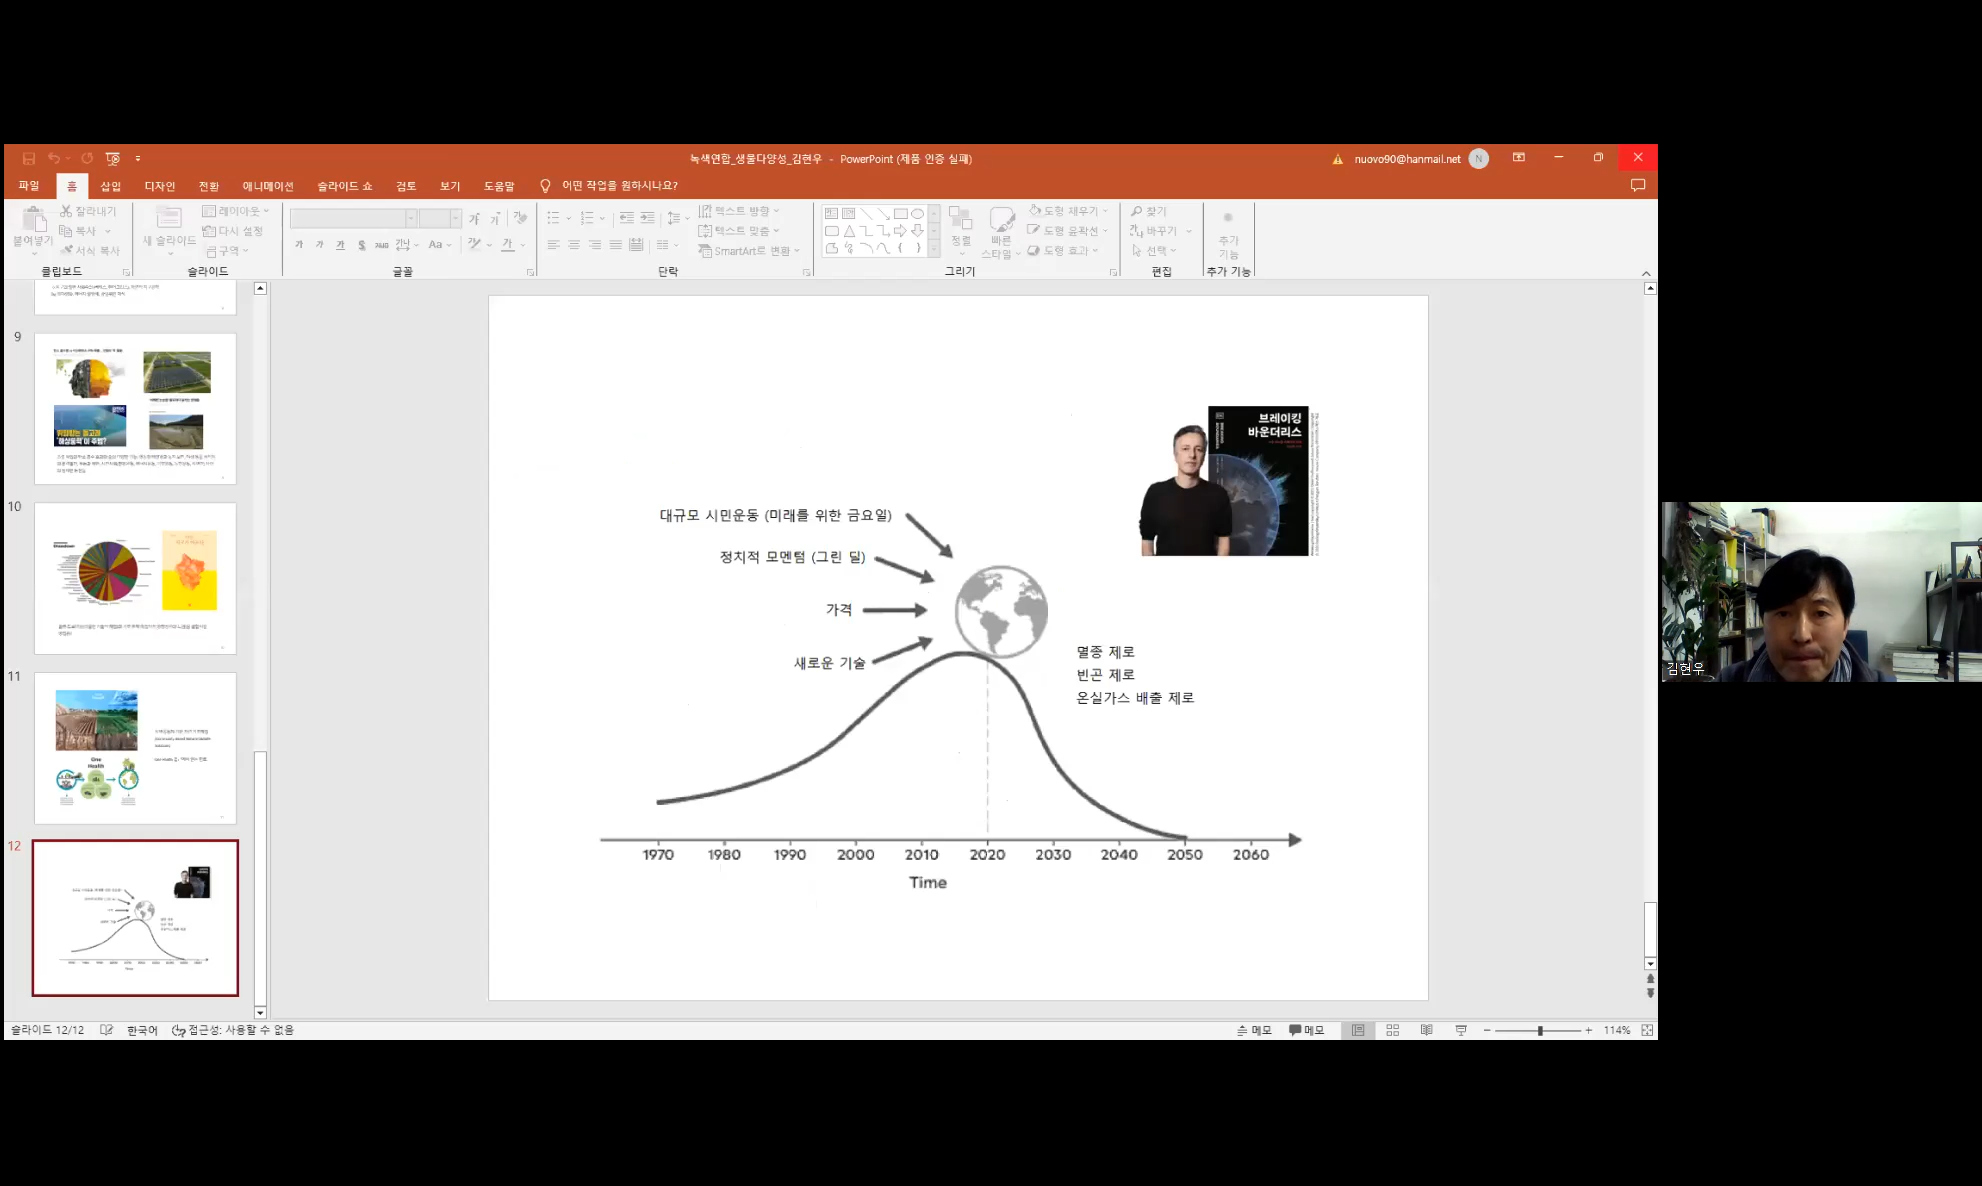 녹색연합_생물다양성_김현우 - PowerPoint (제품 인증 실패)
nuovo90@hanmail.net
N
파일
홈
삽입
디자인
전환
애니메이션
슬라이드 쇼
검토
보기
도움말
어떤 작업을 원하시나요?
붙여넣기
잘라내기
복사
서식 복사
클립보드
새 슬라이드
레이아웃
다시 설정
구역
슬라이드
글꼴
텍스트 방향
텍스트 맞춤
SmartArt로 변환
단락
정렬
빠른
스타일
도형 채우기
도형 윤곽선
도형 효과
그리기
찾기
바꾸기
선택
편집
추가
기능
추가 기능
9
10
11
One
Health
12
브레이킹
바운더리스
대규모 시민운동 (미래를 위한 금요일)
정치적 모멘텀 (그린 딜)
가격
새로운 기술
멸종 제로
빈곤 제로
온실가스 배출 제로
1970 1980 1990 2000 2010 2020 2030 2040 2050 2060
Time
김현우
슬라이드 12/12
한국어
접근성: 사용할 수 없음
메모
메모
114%